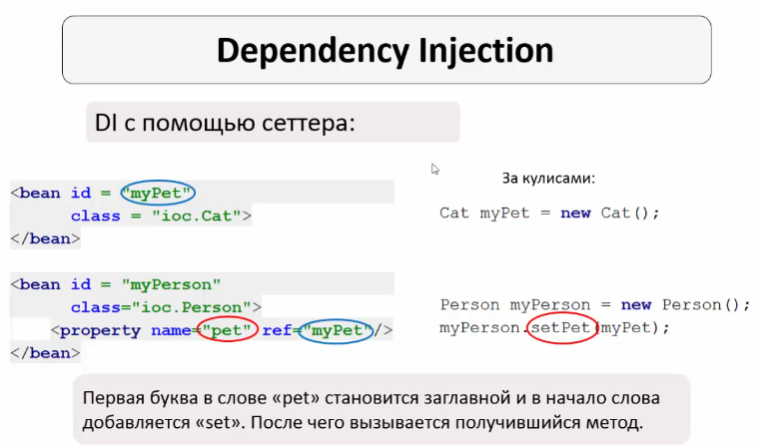 Dependency Injection
DI с помощью сеттера:
<bean id = "myPet"
class = "ioc.Cat">
</bean>
За кулисами:
Cat myPet = new Cat();
<bean id = "myPerson"
class="ioc.Person">
<property name="pet" ref="myPet"/>
</bean>
Person myPerson = new Person();
myPerson.setPet(myPet);
Первая буква в слове «pet» становится заглавной и в начало слова
добавляется «set». После чего вызывается получившийся метод.